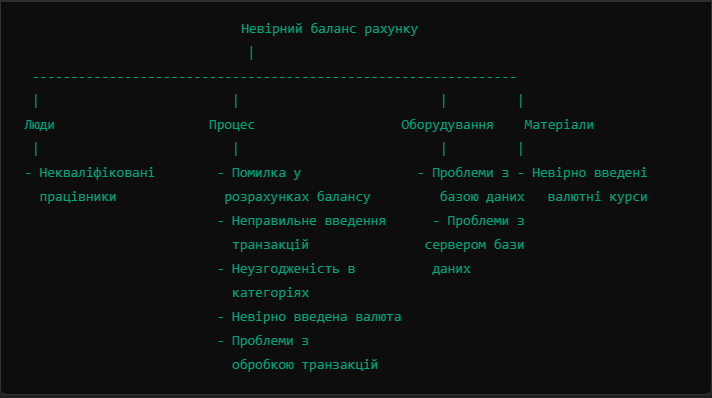 Невірний баланс рахунку
|
---------------------------------------------------------------
| | | |
Люди Процес Оборудування Матеріали
| | | |
- Некваліфіковані - Помилка у - Проблеми з - Невірно введені
працівники розрахунках балансу базою даних валютні курси
- Неправильне введення - Проблеми з
транзакцій сервером бази
- Неузгодженість в даних
категоріях
- Невірно введена валюта
- Проблеми з
обробкою транзакцій